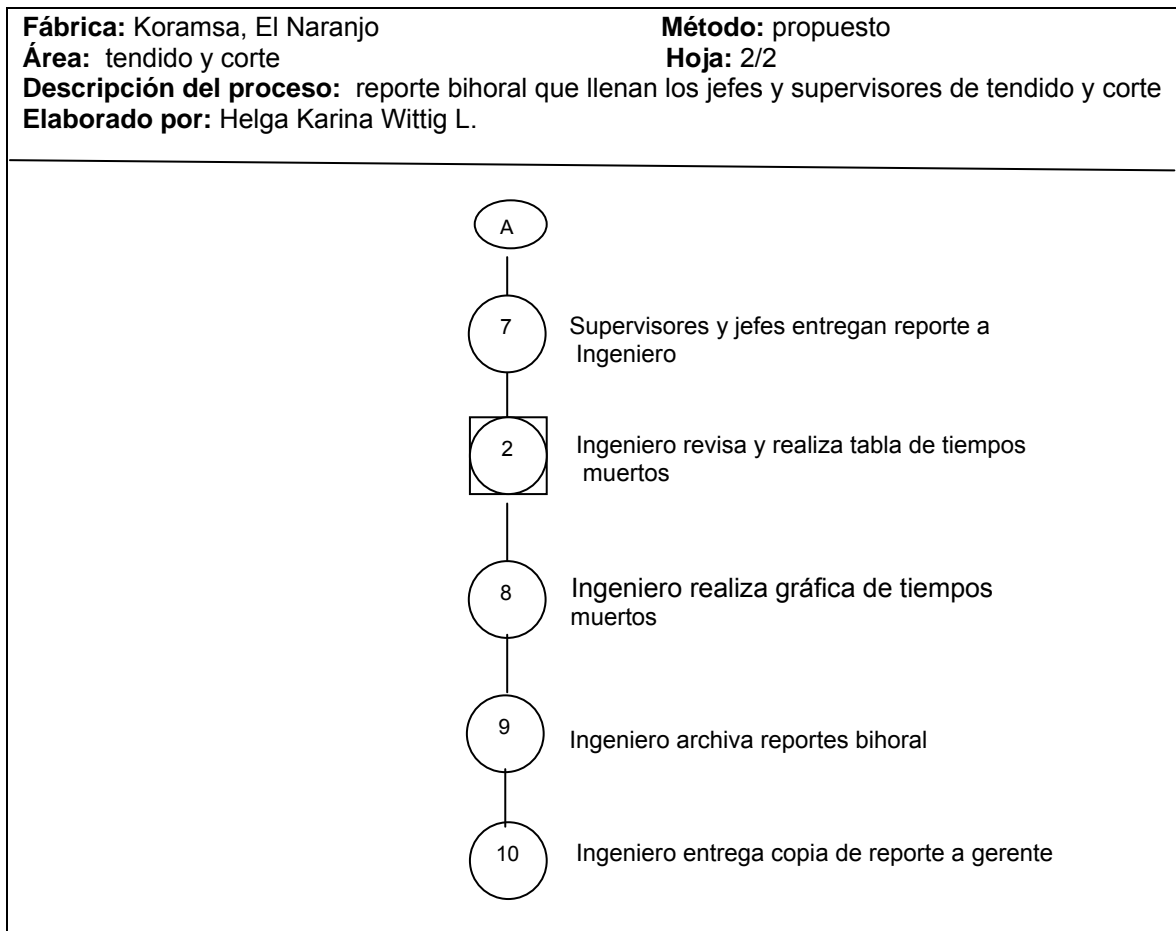 Fábrica: Koramsa, El Naranjo Método: propuesto
Área: tendido y corte Hoja: 2/2
Descripción del proceso: reporte bihoral que llenan los jefes y supervisores de tendido y corte
Elaborado por: Helga Karina Wittig L.
A
7 Supervisores y jefes entregan reporte a
Ingeniero
2 Ingeniero revisa y realiza tabla de tiempos
muertos
8 Ingeniero realiza gráfica de tiempos
muertos
9 Ingeniero archiva reportes bihoral
10 Ingeniero entrega copia de reporte a gerente